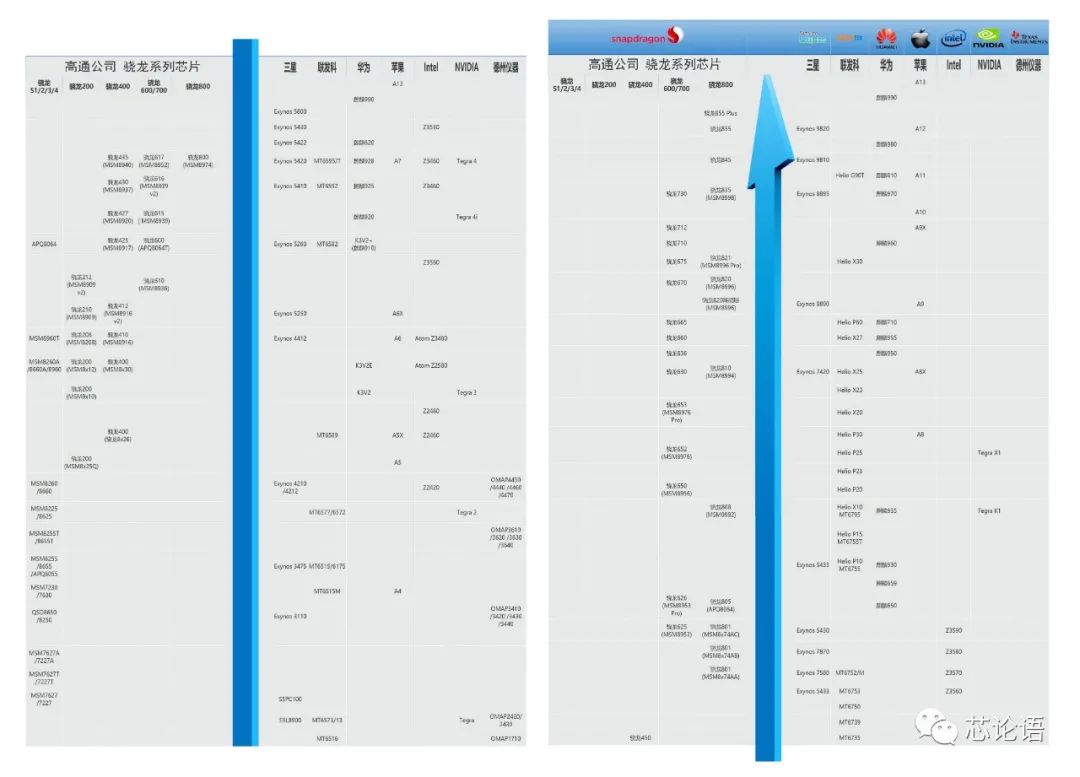 高通公司 骁龙系列芯片
三星 联发科 华为 苹果 Intel NVIDIA 德州仪器
骁龙 S1/2/3/4 骁龙200 骁龙400 骁龙 600/700 骁龙800
A13
麒麟990
Exynos 5800
Exynos 5430 Z3530
Exynos 5422
骁龙435 (MSM8940) 骁龙617 (MSM8952) 骁龙800 (MSM8974) Exynos 5420 MT6595/T 麒麟928 A7 Z3460 Tegra 4
骁龙430 (MSM8937) 骁龙616 (MSM8939 v2) Exynos 5410 MT6592 麒麟925 Z3460
骁龙427 (MSM8920) 骁龙615 (MSM8939) 麒麟920 Tegra 4i
APQ8064 骁龙425 (MSM8917) 骁龙600 (APQ8064T) Exynos 5260 MT6582 K3V2+ (麒麟910)
Z3560
骁龙212 (MSM8909 v2) 骁龙610 (MSM8936)
骁龙210 (MSM8909) 骁龙412 (MSM8916 v2) Exynos 5250 A6X
MSM8960T 骁龙208 (MSM8208) 骁龙410 (MSM8916) Exynos 4412 A6 Atom Z2480
MSM8260A /8660A/8960 骁龙200 (MSM8x12) 骁龙400 (MSM8x30) K3V2E Atom Z2580
骁龙200 (MSM8x10) K3V2 Tegra 3
Z2460
骁龙400 (骁龙8x26) MT6589 A5X Z2460
骁龙200 (MSM8x25Q) A5
MSM8260 /8660 Exynos 4210 /4212 Z2420 OMAP4430 /4440 /4460 /4470
MSM8225 /8625 MT6577/6572 Tegra 2
MSM8255T /8655T OMAP3610 /3620 /3630 /3640
MSM8255 /8655 /APQ8055 Exynos 3475 MT6515/6175
MSM7230 /7630 MT6515M A4
QSD8650 /8250 Exynos 3110 OMAP3410 /3420 /3430 /3440
MSM7627A /7227A
MSM7627T /7227T
MSM7627 /7227
S5PC100
S5L8900 MT6573/13 Tegra OMAP2420/ 2430
MT6516 OMAP1710
snapdragon HUAWEI intel NVIDIA TEXAS INSTRUMENTS
高通公司 骁龙系列芯片
三星 联发科 华为 苹果 Intel NVIDIA 德州仪器
骁龙 S1/2/3/4 骁龙200 骁龙400 骁龙 600/700 骁龙800
A13
麒麟990
骁龙855 Plus
骁龙855 Exynos 9820 A12
麒麟980
骁龙845 Exynos 9810
Helio G90T 麒麟810 A11
骁龙730 骁龙835 (MSM8998) Exynos 8895 麒麟970
A10
骁龙712 A9X
骁龙710 麒麟960
骁龙675 骁龙821 (MSM8996 Pro) Helio X30
骁龙670 骁龙820 (MSM8996)
Exynos 8890 A9
骁龙665 Helio P60 麒麟710
骁龙660 Helio X27 麒麟955
骁龙636 麒麟950
骁龙630 骁龙810 (MSM8994) Exynos 7420 Helio X25 A8X
Helio X23
骁龙653 (MSM8976 Pro) Helio X20
Helio P30 A8
骁龙652 (MSM8976) Helio P25 Tegra X1
Helio P23
骁龙650 (MSM8956) Helio P20
骁龙808 (MSM8992) Helio X10 MT6795 麒麟935 Tegra K1
Helio P15 MT6755T
Exynos 5433 Helio P10 MT6755 麒麟930
麒麟659
骁龙626 (MSM8953 Pro) 骁龙805 (APQ8084) 麒麟650
骁龙625 (MSM8953) 骁龙801 (MSM8x74AC) Exynos 5430 Z3590
骁龙801 (MSM8x74AB) Exynos 7870 Z3580
骁龙801 (MSM8x74AA) Exynos 7580 MT6752/M Z3570
Exynos 5433 MT6753 Z3560
MT6750
MT6739
骁龙450 MT6735
芯论语